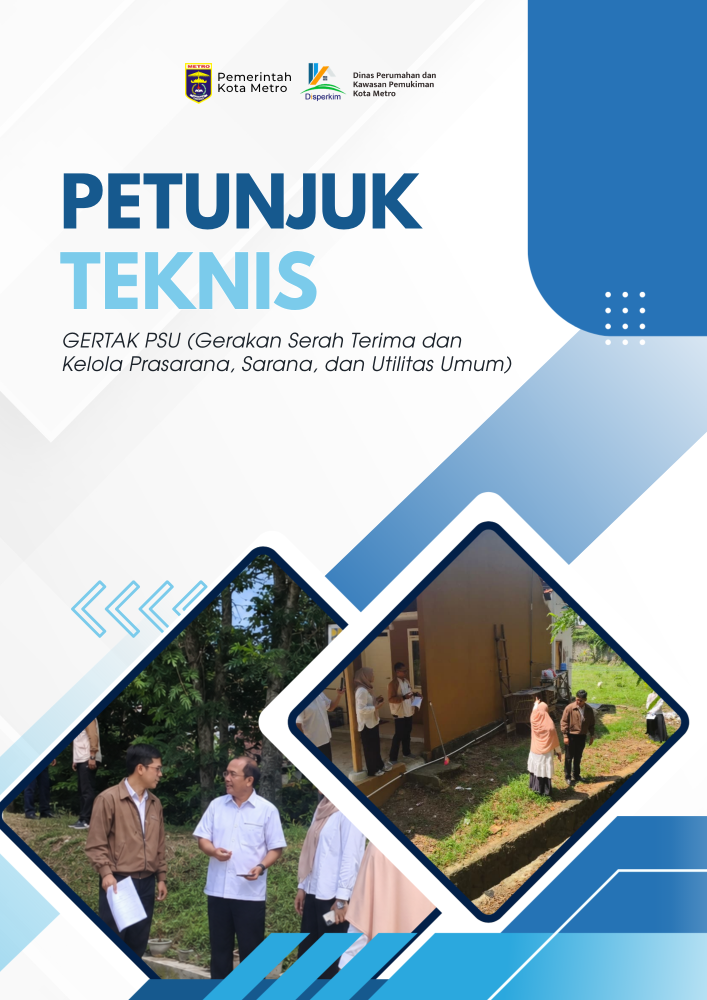 METRO
Pemerintah
Kota Metro
Disperkim
Dinas Perumahan dan
Kawasan Pemukiman
Kota Metro
PETUNJUK
TEKNIS
GERTAK PSU (Gerakan Serah Terima dan
Kelola Prasarana, Sarana, dan Utilitas Umum)